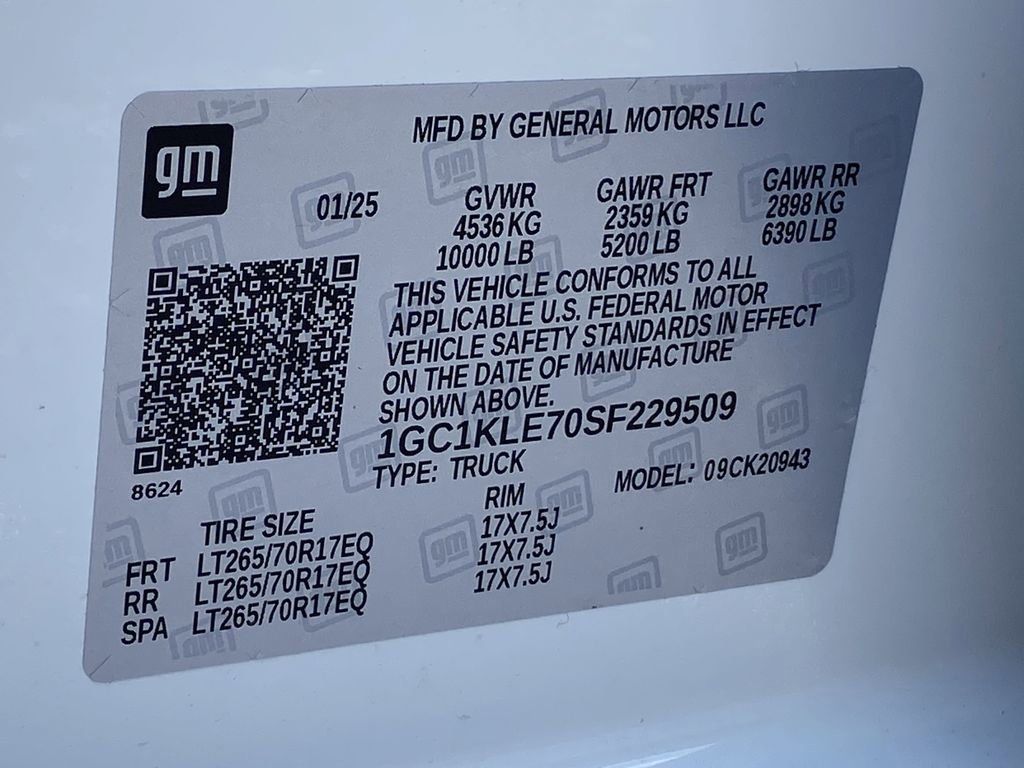 gm
MFD BY GENERAL MOTORS LLC
01/25
GVWR GAWR FRT GAWR RR
4536 KG 2359 KG 2898 KG
10000 LB 5200 LB 6390 LB
THIS VEHICLE CONFORMS TO ALL
APPLICABLE U.S. FEDERAL MOTOR
VEHICLE SAFETY STANDARDS IN EFFECT
ON THE DATE OF MANUFACTURE
SHOWN ABOVE.
1GC1KLE70SF229509
8624
TYPE: TRUCK MODEL: 09CK20943
TIRE SIZE RIM
FRT LT265/70R17EQ 17X7.5J
RR LT265/70R17EQ 17X7.5J
SPA LT265/70R17EQ 17X7.5J